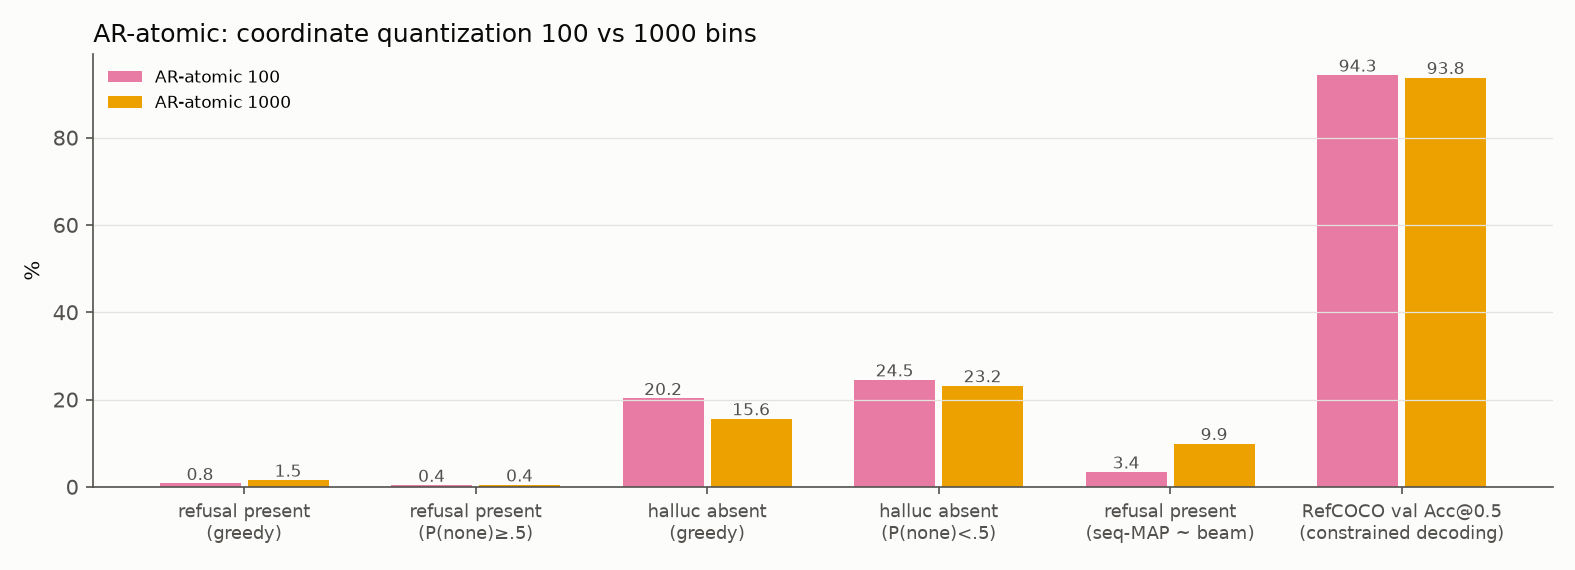 AR-atomic: coordinate quantization 100 vs 1000 bins
AR-atomic 100
AR-atomic 1000
%
80
60
40
20
0
0.8
1.5
0.4
0.4
20.2
15.6
24.5
23.2
3.4
9.9
94.3
93.8
refusal present
(greedy)
refusal present
(P(none)≥.5)
halluc absent
(greedy)
halluc absent
(P(none)<.5)
refusal present
(seq-MAP ~ beam)
RefCOCO val Acc@0.5
(constrained decoding)